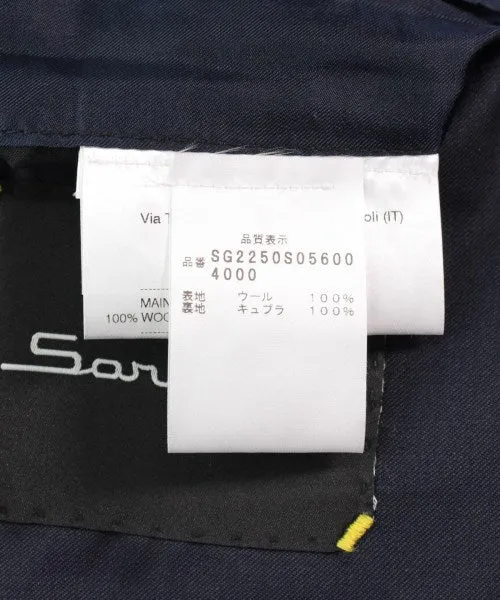 Via
oli (IT)
品質表示
品番 SG2250S05600
4000
表地 ウール 100%
裏地 キュプラ 100%
MAIN
100% WOO
Sar